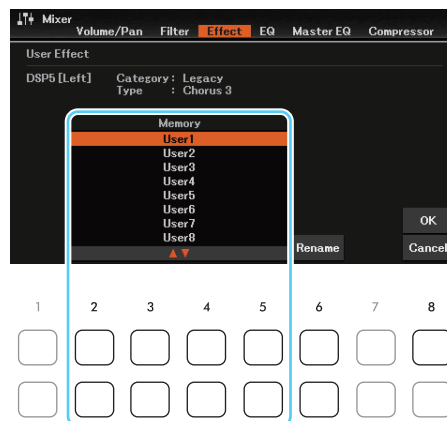 Mixer
Volume/Pan Filter Effect EQ Master EQ Compressor
User Effect
DSP5 [Left] Category : Legacy
Type : Chorus 3
Memory
User1
User2
User3
User4
User5
User6
User7
User8
OK
Rename Cancel
1 2 3 4 5 6 7 8